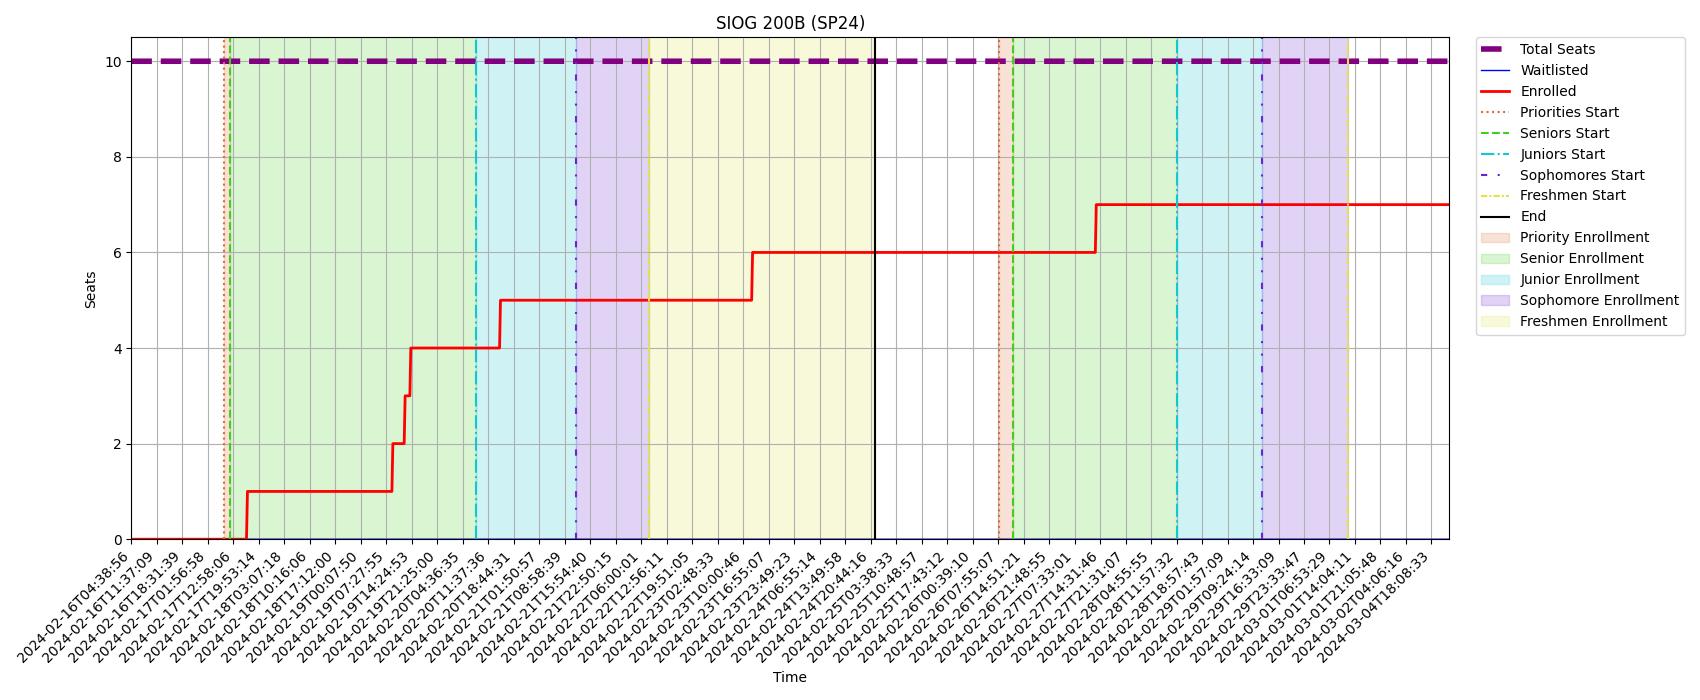 SIOG 200B (SP24)
Seats
10
8
6
4
2
0
2024-02-16T04:38:56
2024-02-16T11:37:09
2024-02-16T18:31:39
2024-02-17T01:56:58
2024-02-17T12:58:06
2024-02-17T19:53:14
2024-02-18T03:07:18
2024-02-18T10:16:06
2024-02-18T17:12:00
2024-02-19T00:07:50
2024-02-19T07:27:55
2024-02-19T14:24:53
2024-02-19T21:25:00
2024-02-20T04:36:35
2024-02-20T11:37:36
2024-02-20T18:44:31
2024-02-21T01:50:57
2024-02-21T08:58:39
2024-02-21T15:54:40
2024-02-21T22:50:15
2024-02-22T06:00:01
2024-02-22T12:56:11
2024-02-22T19:51:05
2024-02-23T02:48:33
2024-02-23T10:00:46
2024-02-23T16:55:07
2024-02-23T23:49:23
2024-02-24T06:55:14
2024-02-24T13:49:58
2024-02-24T20:44:16
2024-02-25T03:38:33
2024-02-25T10:48:57
2024-02-25T17:43:12
2024-02-26T00:39:10
2024-02-26T07:55:07
2024-02-26T14:51:21
2024-02-26T21:48:55
2024-02-27T07:33:01
2024-02-27T14:31:46
2024-02-27T21:31:07
2024-02-28T04:55:55
2024-02-28T11:57:32
2024-02-28T18:57:43
2024-02-29T01:57:09
2024-02-29T09:24:14
2024-02-29T16:33:09
2024-02-29T23:33:47
2024-03-01T06:53:29
2024-03-01T14:04:11
2024-03-01T21:05:48
2024-03-02T04:06:16
2024-03-04T18:08:33
Time
Total Seats
Waitlisted
Enrolled
Priorities Start
Seniors Start
Juniors Start
Sophomores Start
Freshmen Start
End
Priority Enrollment
Senior Enrollment
Junior Enrollment
Sophomore Enrollment
Freshmen Enrollment